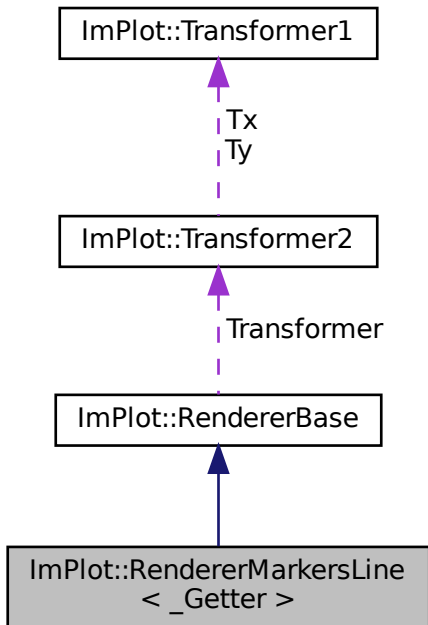 ImPlot::Transformer1
Tx
Ty
ImPlot::Transformer2
Transformer
ImPlot::RendererBase
ImPlot::RendererMarkersLine
< _Getter >